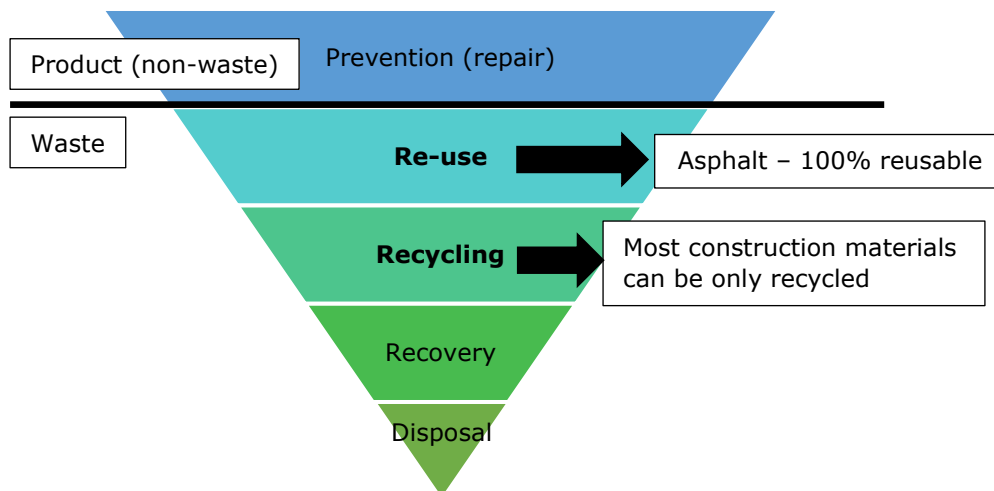 Prevention (repair)
Product (non-waste)
Waste
Re-use
Asphalt – 100% reusable
Recycling
Most construction materials
can be only recycled
Recovery
Disposal